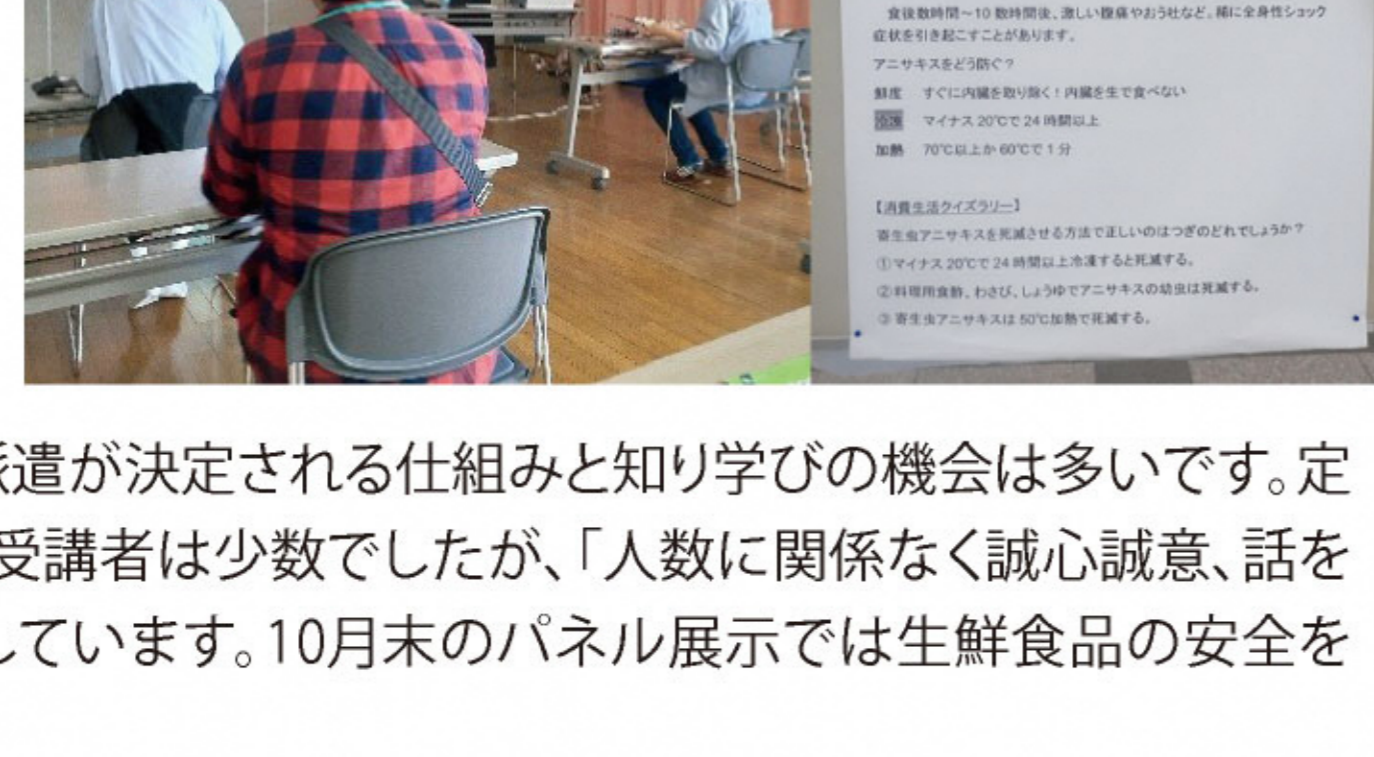 食後数時間～10数時間後、激しい腹痛やおう吐など。稀に全身性ショック
症状を引き起こすことがあります。
アニサキスをどう防ぐ？
鮮度 すぐに内臓を取り除く！内臓を生で食べない
冷凍 マイナス20℃で24時間以上
加熱 70℃以上か60℃で1分
【消費生活クイズラリー】
寄生虫アニサキスを死滅させる方法で正しいのはつぎのどれでしょうか？
①マイナス20℃で24時間以上冷凍すると死滅する。
②料理用食酢、わさび、しょうゆでアニサキスの幼虫は死滅する。
③寄生虫アニサキスは50℃加熱で死滅する。
遣が決定される仕組みと知り学びの機会は多いです。定
受講者は少数でしたが、「人数に関係なく誠心誠意、話を
しています。10月末のパネル展示では生鮮食品の安全を